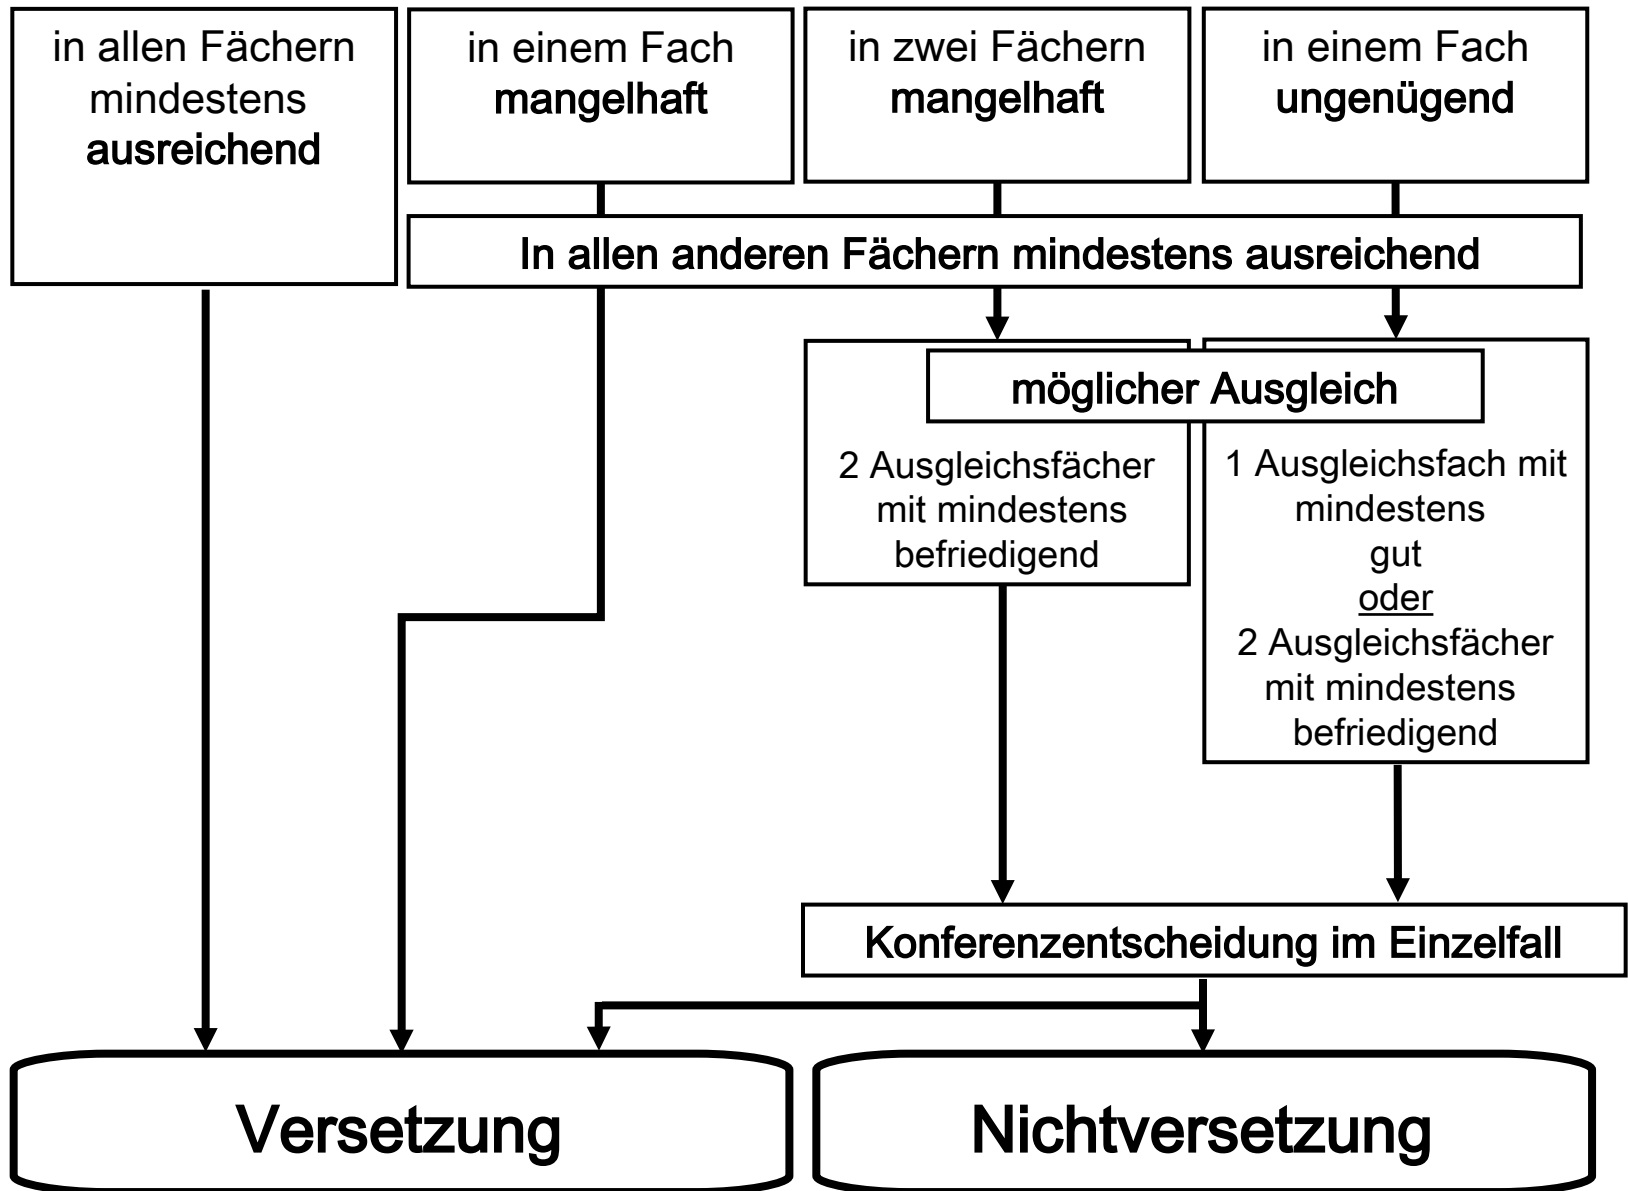 in allen Fächern
mindestens
ausreichend
in einem Fach
mangelhaft
in zwei Fächern
mangelhaft
in einem Fach
ungenügend
In allen anderen Fächern mindestens ausreichend
möglicher Ausgleich
2 Ausgleichsfächer
mit mindestens
befriedigend
1 Ausgleichsfach mit
mindestens
gut
oder
2 Ausgleichsfächer
mit mindestens
befriedigend
Konferenzentscheidung im Einzelfall
Versetzung
Nichtversetzung